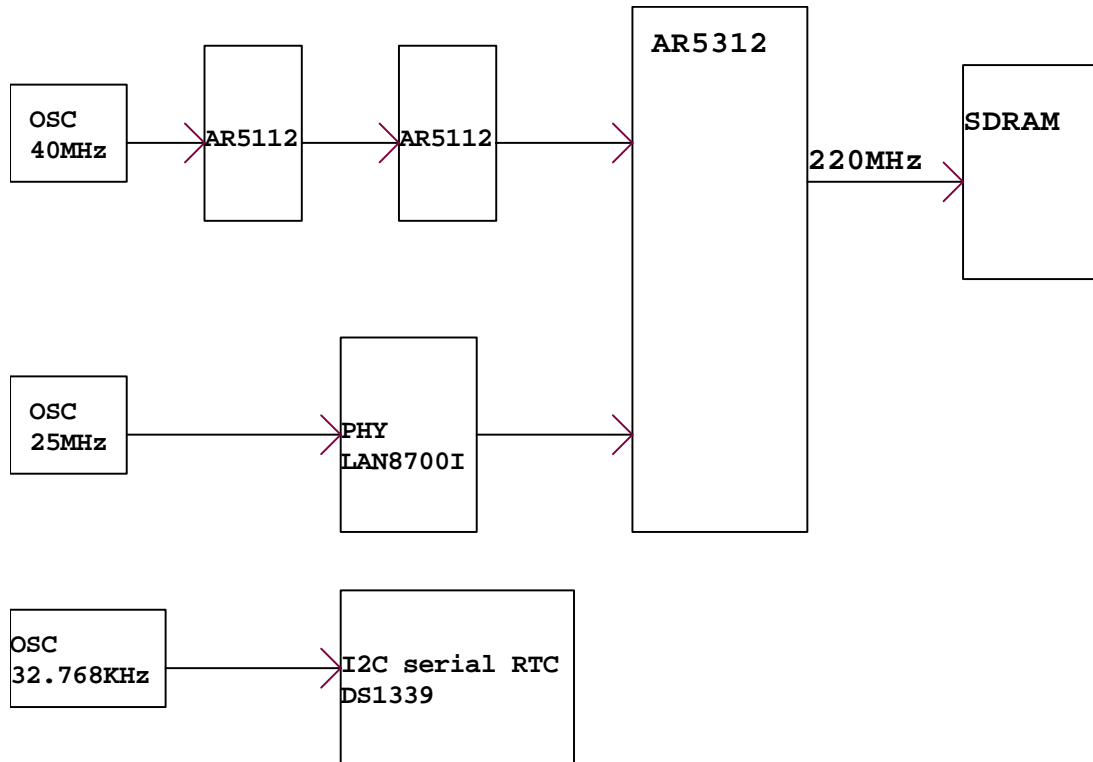 OSC
40MHz
AR5112
AR5112
AR5312
220MHz
SDRAM
OSC
25MHz
PHY
LAN8700I
OSC
32.768KHz
I2C serial RTC
DS1339